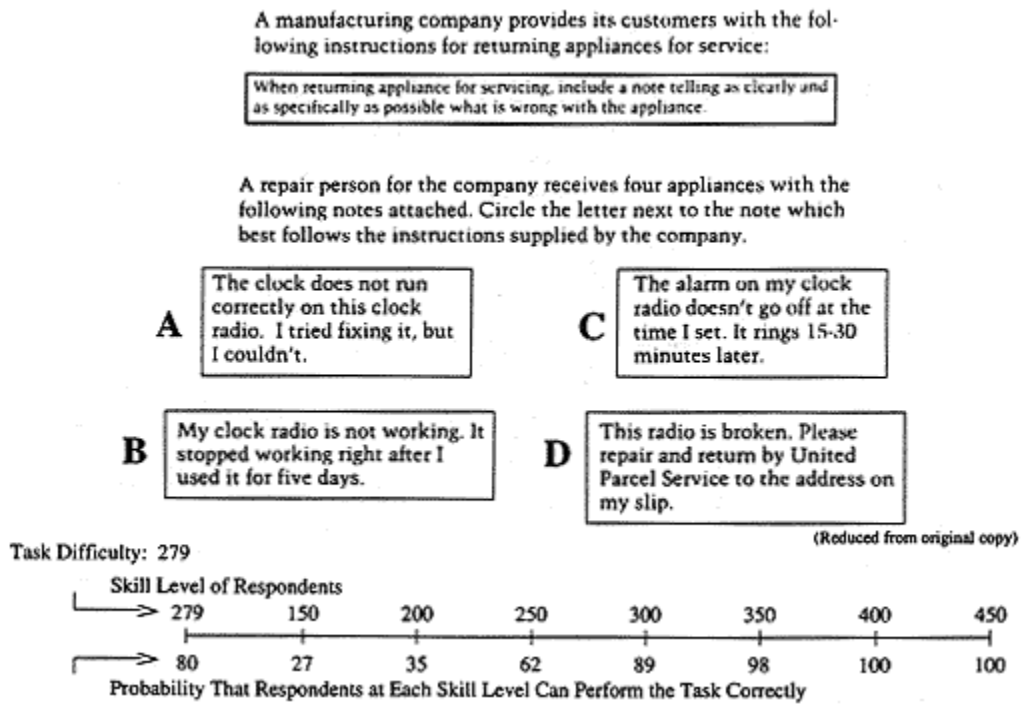 A manufacturing company provides its customers with the fol-
lowing instructions for returning appliances for service:
When returning appliance for servicing, include a note telling as clearly and
as specifically as possible what is wrong with the appliance.
A repair person for the company receives four appliances with the
following notes attached. Circle the letter next to the note which
best follows the instructions supplied by the company.
A
The clock does not run
correctly on this clock
radio. I tried fixing it, but
I couldn't.
C
The alarm on my clock
radio doesn't go off at the
time I set. It rings 15-30
minutes later.
B
My clock radio is not working. It
stopped working right after I
used it for five days.
D
This radio is broken. Please
repair and return by United
Parcel Service to the address on
my slip.
(Reduced from original copy)
Task Difficulty: 279
Skill Level of Respondents
279 150 200 250 300 350 400 450
80 27 35 62 89 98 100 100
Probability That Respondents at Each Skill Level Can Perform the Task Correctly